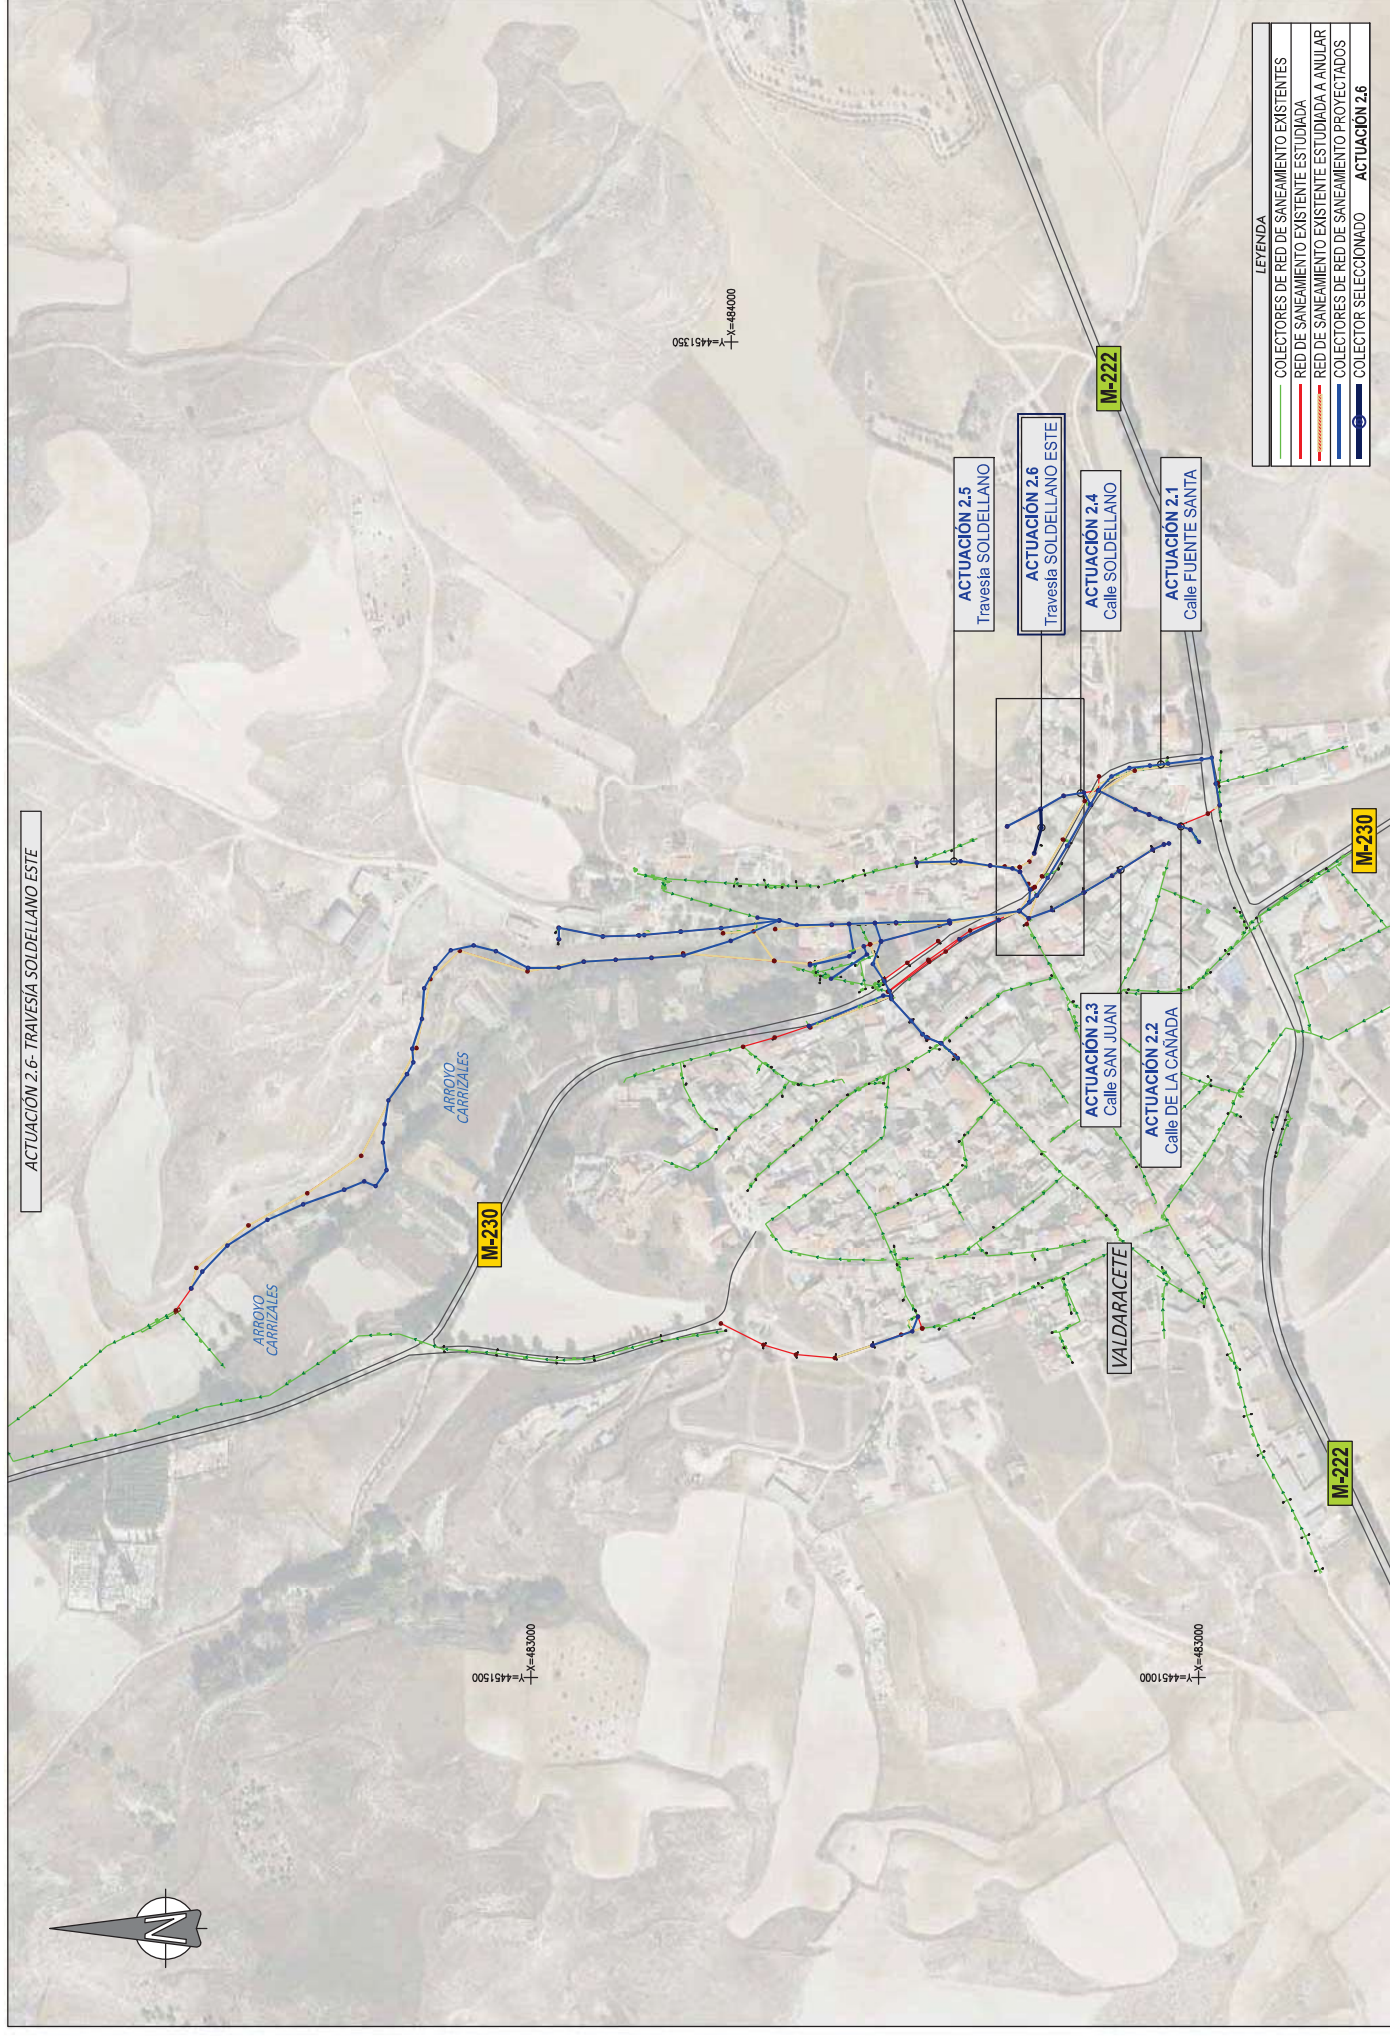 ACTUACIÓN 2.6- TRAVESÍA SOLDELLANO ESTE
N
ARROYO
CARRIZALES
ARROYO
CARRIZALES
M-230
Y=4451500
X=483000
Y=4451350
X=484000
Y=4451000
X=483000
ACTUACIÓN 2.5
Travesía SOLDELLANO
ACTUACIÓN 2.6
Travesía SOLDELLANO ESTE
ACTUACIÓN 2.4
Calle SOLDELLANO
ACTUACIÓN 2.1
Calle FUENTE SANTA
ACTUACIÓN 2.3
Calle SAN JUAN
ACTUACIÓN 2.2
Calle DE LA CAÑADA
VALDARACETE
M-222
M-230
M-222
LEYENDA
COLECTORES DE RED DE SANEAMIENTO EXISTENTES
RED DE SANEAMIENTO EXISTENTE ESTUDIADA
RED DE SANEAMIENTO EXISTENTE ESTUDIADA A ANULAR
COLECTORES DE RED DE SANEAMIENTO PROYECTADOS
COLECTOR SELECCIONADO ACTUACIÓN 2.6